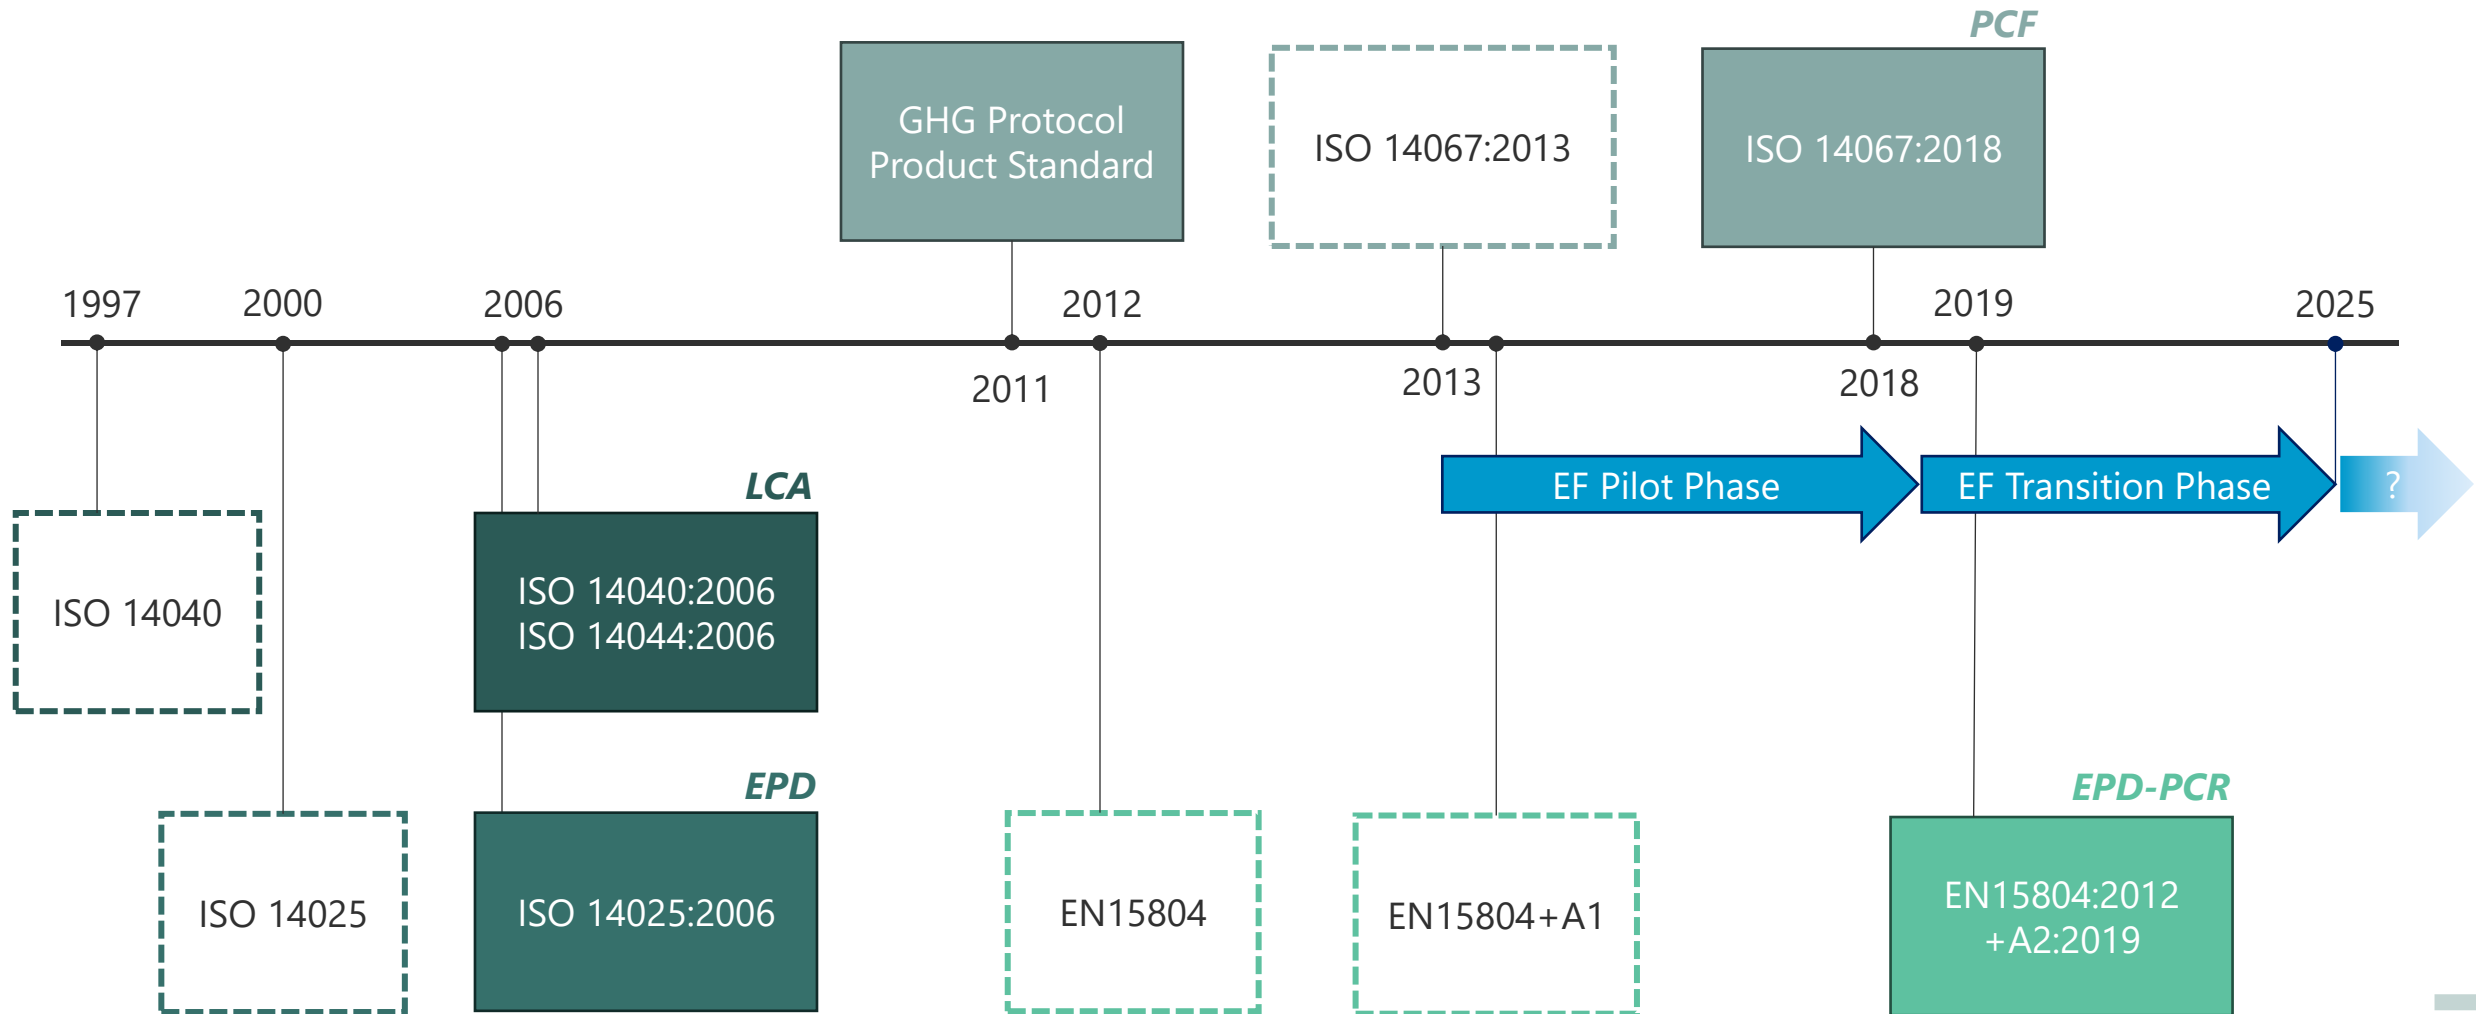 PCF
GHG Protocol
Product Standard
ISO 14067:2013
ISO 14067:2018
1997
2000
2006
2012
2019
2025
2011
2013
2018
LCA
EF Pilot Phase
EF Transition Phase
?
ISO 14040
ISO 14040:2006
ISO 14044:2006
EPD
EPD-PCR
ISO 14025
ISO 14025:2006
EN15804
EN15804+A1
EN15804:2012
+A2:2019